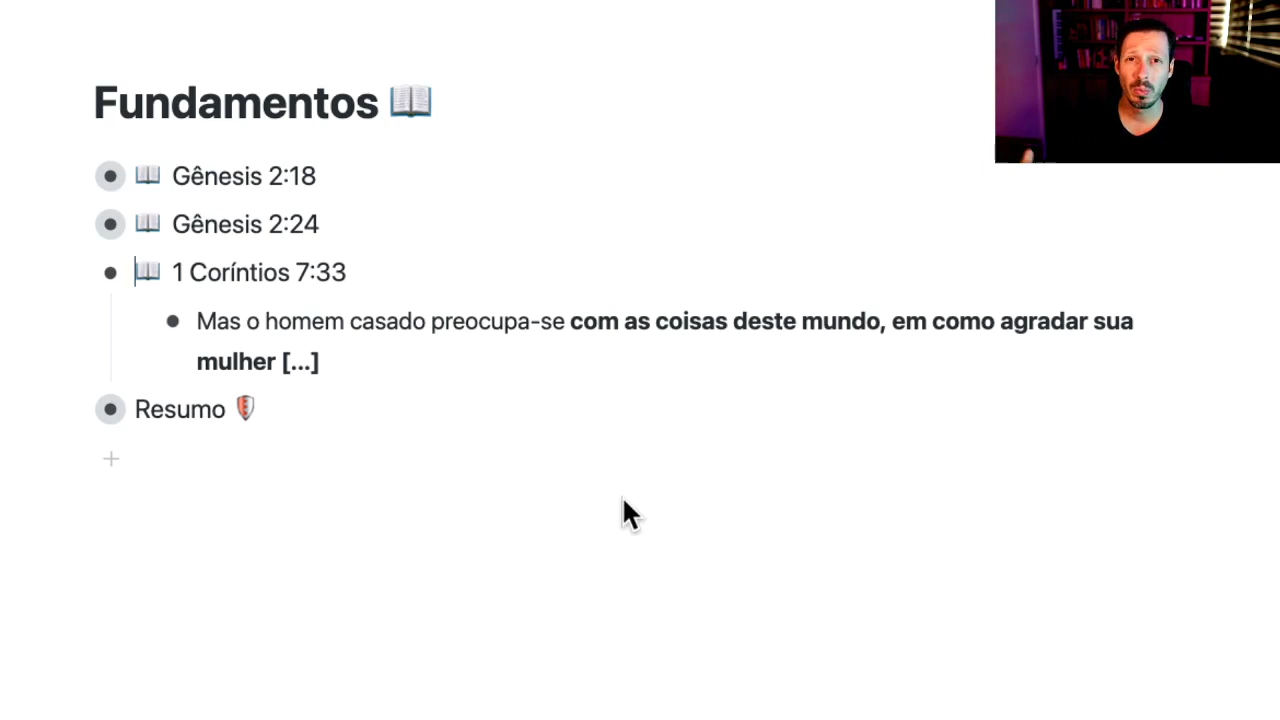 Fundamentos 📖
📖 Gênesis 2:18
📖 Gênesis 2:24
📖 1 Coríntios 7:33
Mas o homem casado preocupa-se com as coisas deste mundo, em como agradar sua
mulher [...]
Resumo